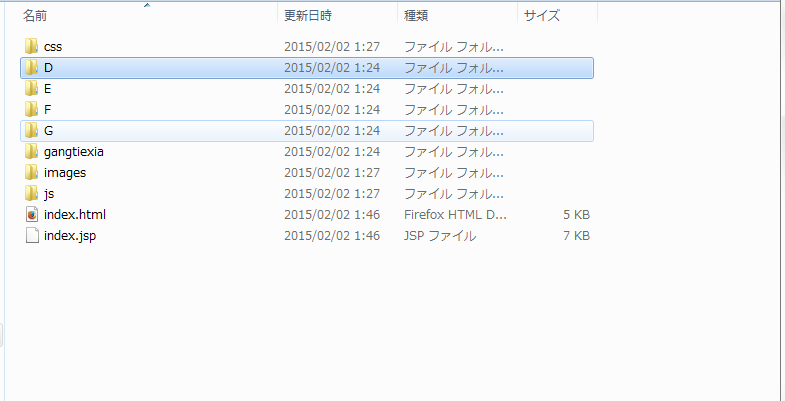 名前 更新日時 種類 サイズ
css 2015/02/02 1:27 ファイル フォル...
D 2015/02/02 1:24 ファイル フォル...
E 2015/02/02 1:24 ファイル フォル...
F 2015/02/02 1:24 ファイル フォル...
G 2015/02/02 1:24 ファイル フォル...
gangtiexia 2015/02/02 1:24 ファイル フォル...
images 2015/02/02 1:27 ファイル フォル...
js 2015/02/02 1:27 ファイル フォル...
index.html 2015/02/02 1:46 Firefox HTML D... 5 KB
index.jsp 2015/02/02 1:46 JSP ファイル 7 KB